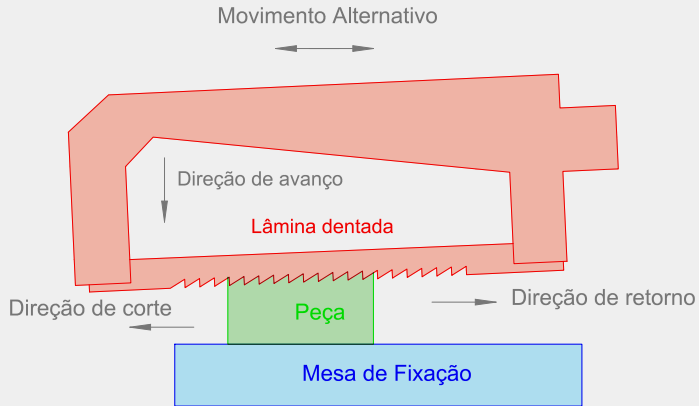 Movimento Alternativo
Direção de avanço
Lâmina dentada
Direção de corte
Direção de retorno
Peça
Mesa de Fixação